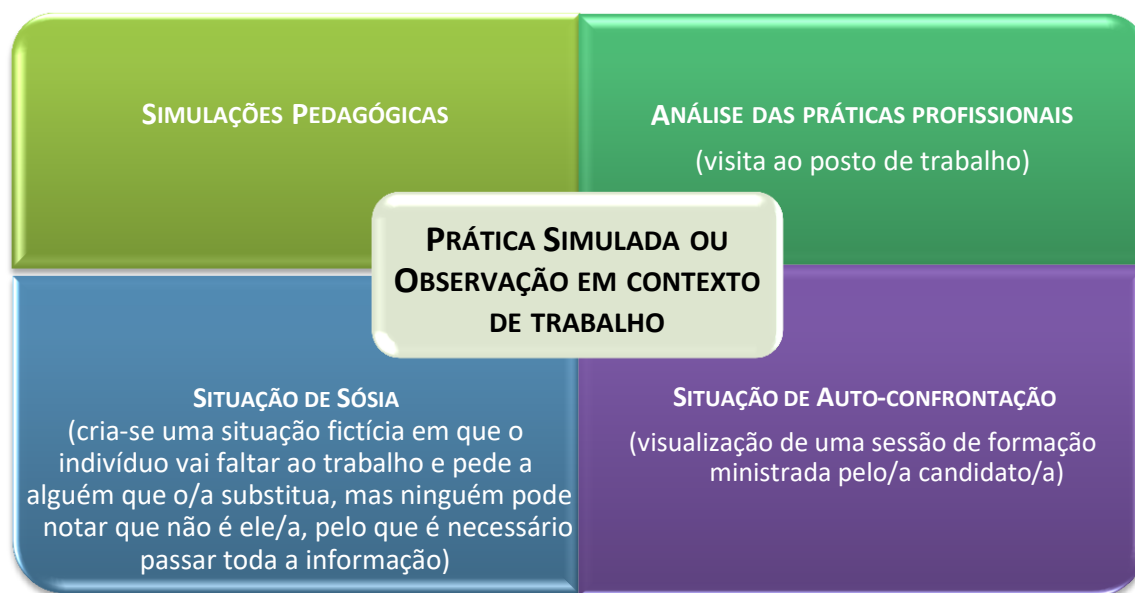 SIMULAÇÕES PEDAGÓGICAS
ANÁLISE DAS PRÁTICAS PROFISSIONAIS
(visita ao posto de trabalho)
PRÁTICA SIMULADA OU
OBSERVAÇÃO EM CONTEXTO
DE TRABALHO
SITUAÇÃO DE SÓSIA
(cria-se uma situação fictícia em que o
indivíduo vai faltar ao trabalho e pede a
alguém que o/a substitua, mas ninguém pode
notar que não é ele/a, pelo que é necessário
passar toda a informação)
SITUAÇÃO DE AUTO-CONFRONTAÇÃO
(visualização de uma sessão de formação
ministrada pelo/a candidato/a)